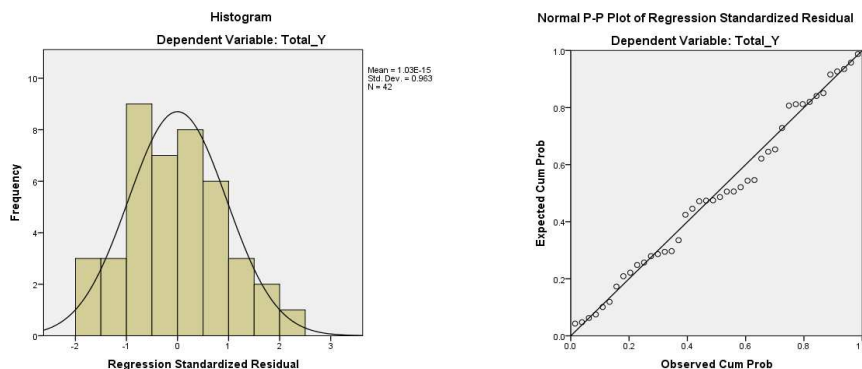 Histogram
Dependent Variable: Total_Y
Mean = 1.03E-15
Std. Dev. = 0.963
N = 42
10
8
6
4
2
0
Frequency
-2 -1 0 1 2 3
Regression Standardized Residual
Normal P-P Plot of Regression Standardized Residual
Dependent Variable: Total_Y
1.0
0.8
0.6
0.4
0.2
0.0
Expected Cum Prob
0.0 0.2 0.4 0.6 0.8 1
Observed Cum Prob